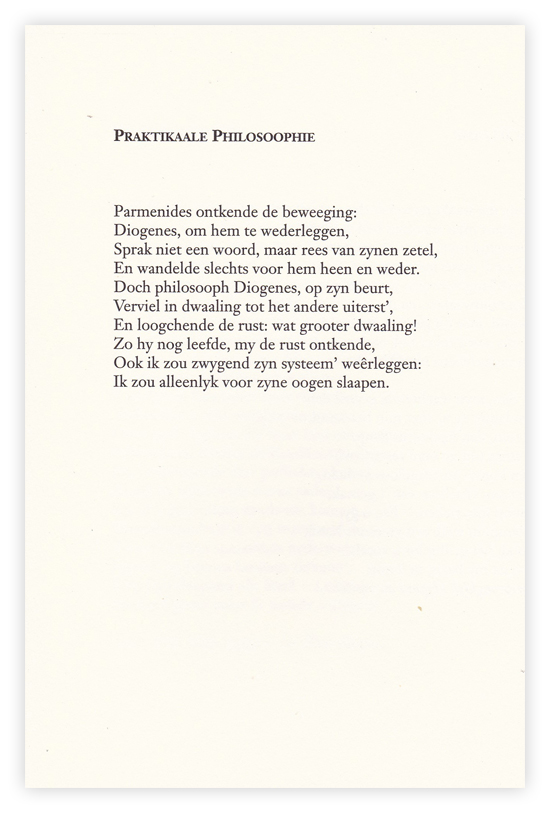 Praktikaale Philosoophie
Parmenides ontkende de beweeging:
Diogenes, om hem te wederleggen,
Sprak niet een woord, maar rees van zynen zetel,
En wandelde slechts voor hem heen en weder.
Doch philosooph Diogenes, op zyn beurt,
Verviel in dwaaling tot het andere uiterst’,
En loogchende de rust: wat grooter dwaaling!
Zo hy nog leefde, my de rust ontkende,
Ook ik zou zwygend zyn systeem’ weêrleggen:
Ik zou alleenlyk voor zyne oogen slaapen.